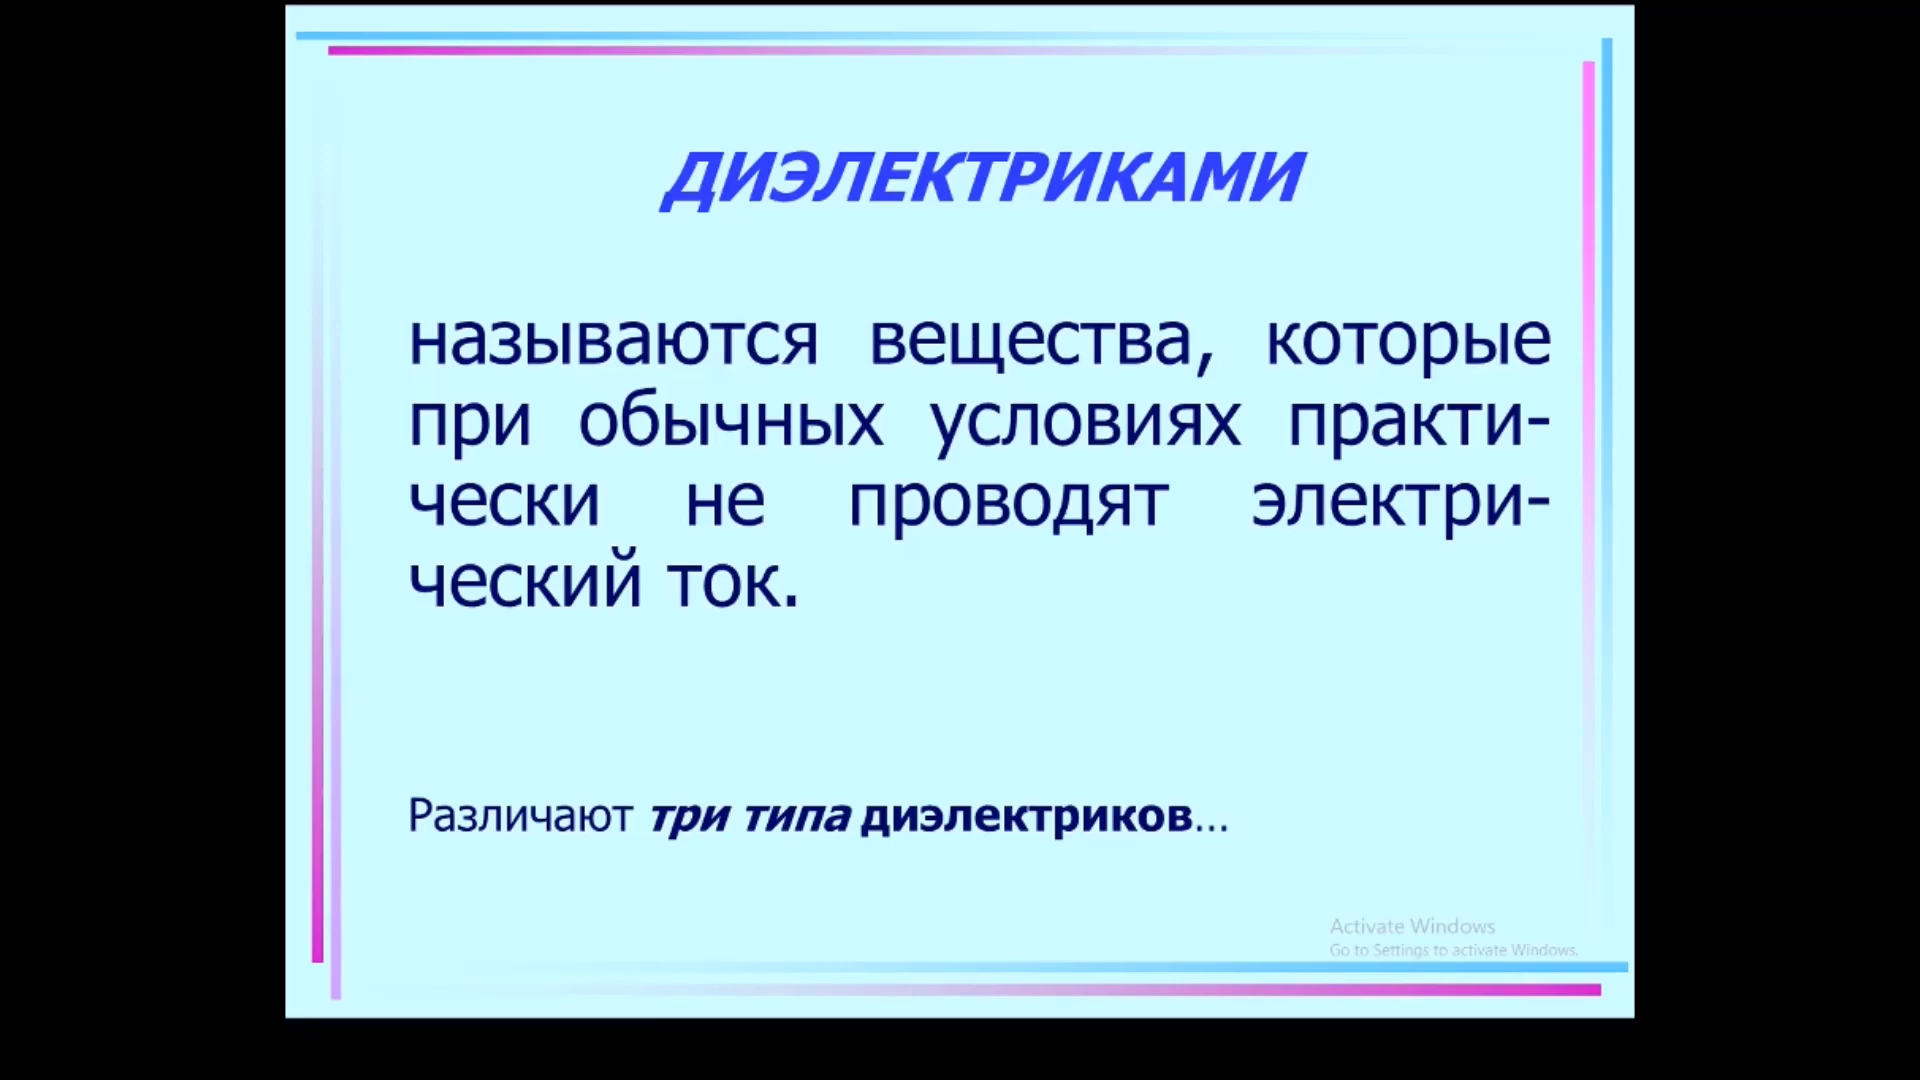 ДИЭЛЕКТРИКАМИ
называются вещества, которые
при обычных условиях практи-
чески не проводят электри-
ческий ток.
Различают три типа диэлектриков...
Activate Windows
Go to Settings to activate Windows.